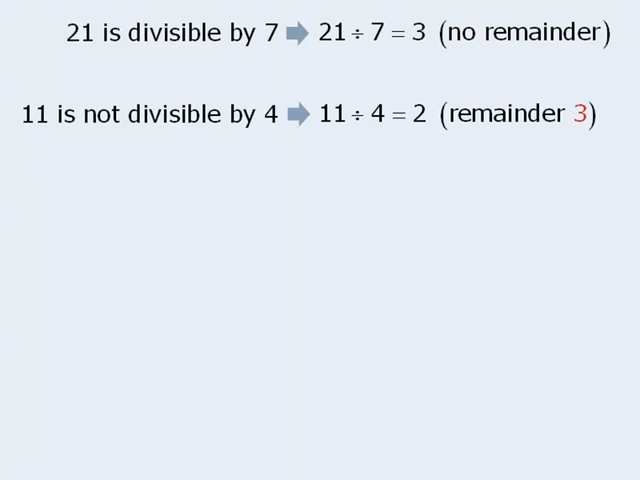 21 is divisible by 7 ➡ 21 ÷ 7 = 3 (no remainder)
11 is not divisible by 4 ➡ 11 ÷ 4 = 2 (remainder 3)